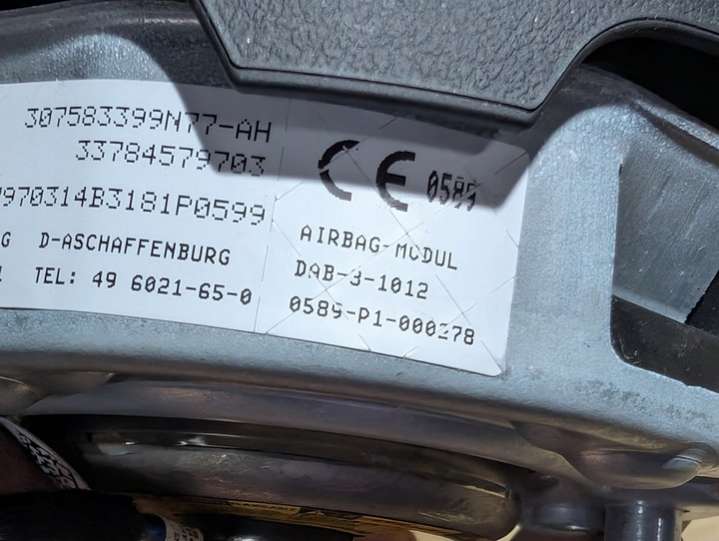 307583399N77-AH
33784579703
970314B3181P0599
G D-ASCHAFFENBURG
TEL: 49 6021-65-0
CE 0589
AIRBAG-MODUL
DAB-3-1012
0589-P1-000278